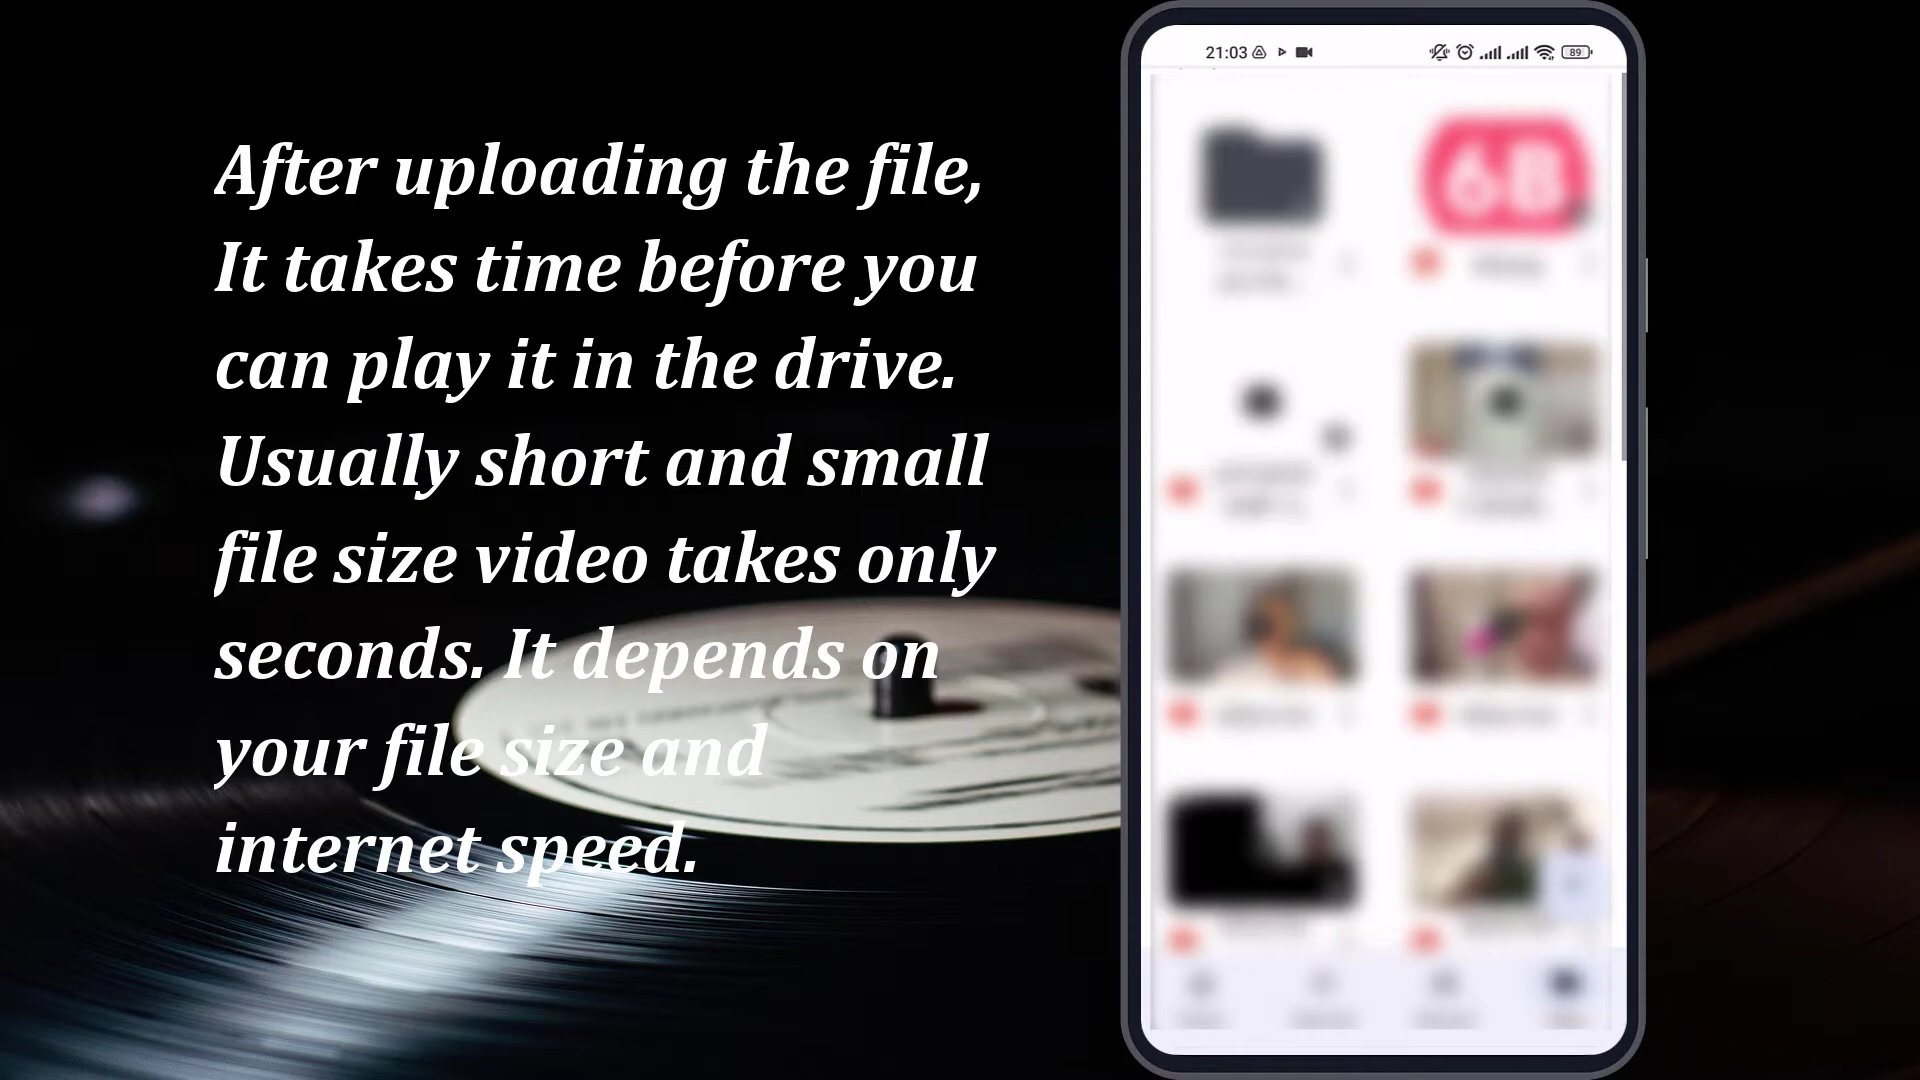 After uploading the file,
It takes time before you
can play it in the drive.
Usually short and small
file size video takes only
seconds. It depends on
your file size and
internet speed.
21:03
89
6B